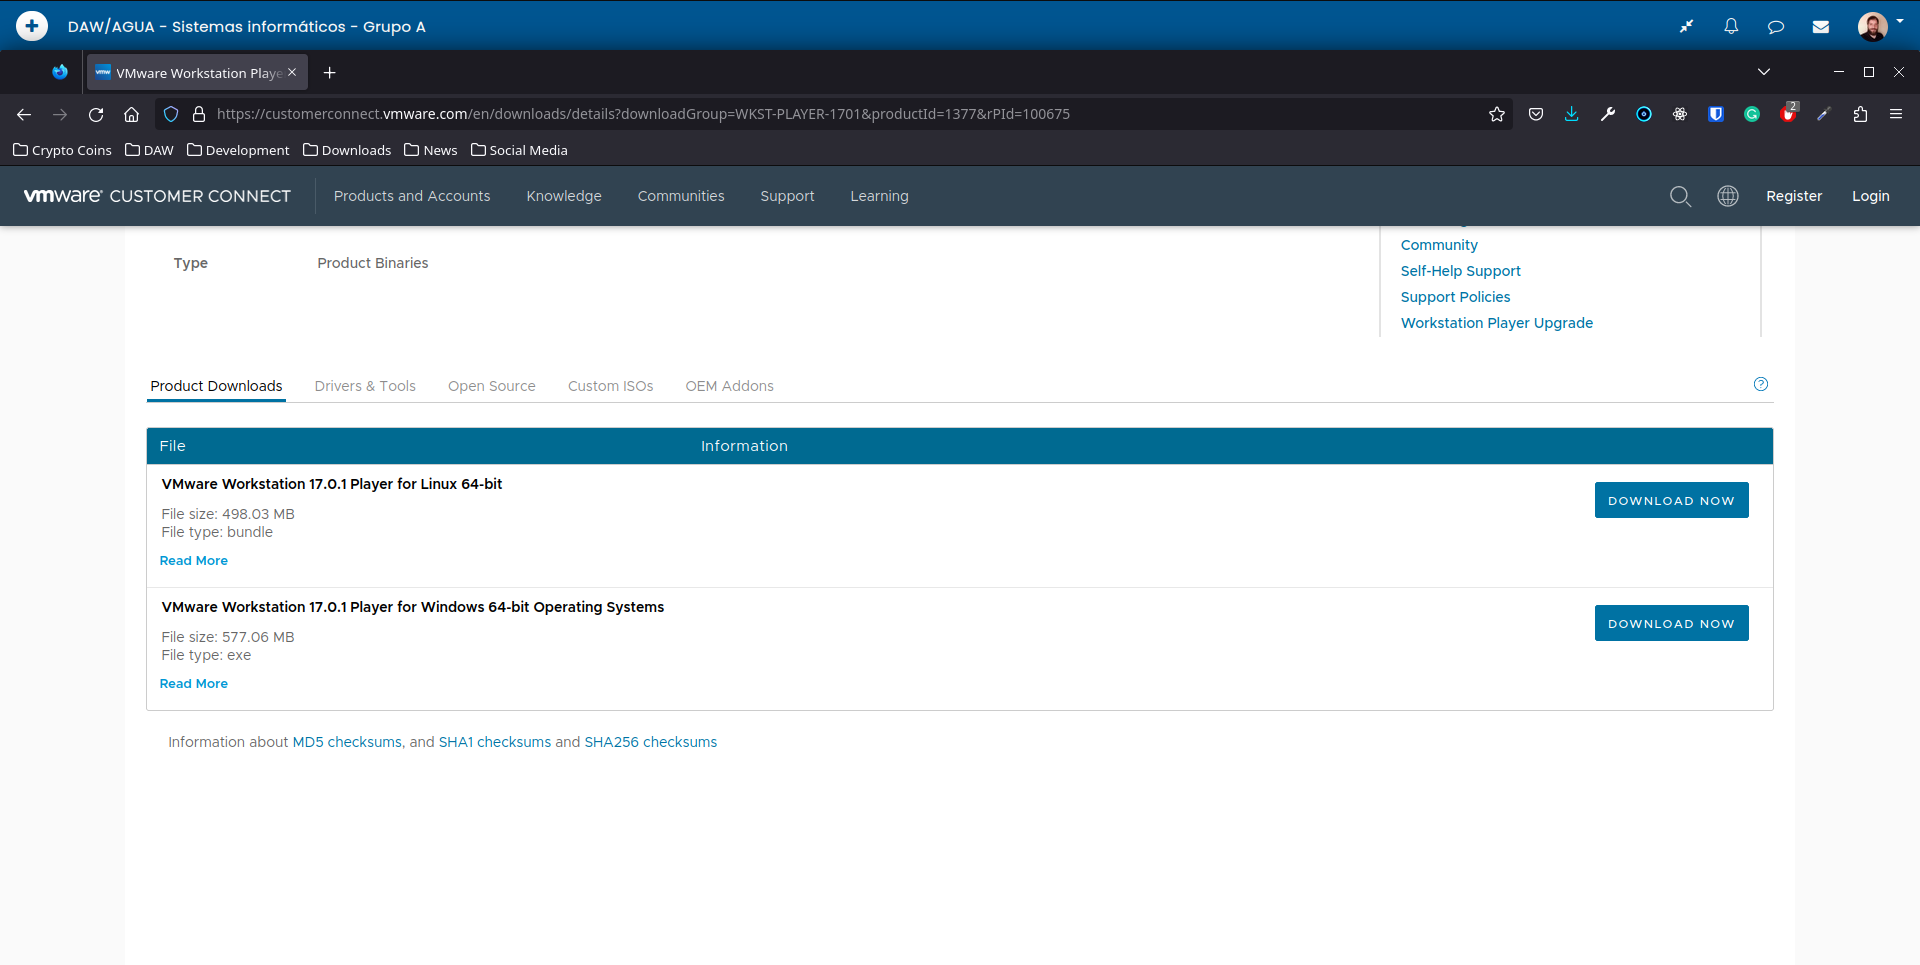 DAW/AGUA - Sistemas informáticos - Grupo A
vmw VMware Workstation Playe
https://customerconnect.vmware.com/en/downloads/details?downloadGroup=WKST-PLAYER-1701&productId=1377&rPId=100675
2
Crypto Coins DAW Development Downloads News Social Media
vmware® CUSTOMER CONNECT Products and Accounts Knowledge Communities Support Learning Register Login
Type Product Binaries
Community
Self-Help Support
Support Policies
Workstation Player Upgrade
Product Downloads Drivers & Tools Open Source Custom ISOs OEM Addons
File Information
VMware Workstation 17.0.1 Player for Linux 64-bit
DOWNLOAD NOW
File size: 498.03 MB
File type: bundle
Read More
VMware Workstation 17.0.1 Player for Windows 64-bit Operating Systems
DOWNLOAD NOW
File size: 577.06 MB
File type: exe
Read More
Information about MD5 checksums, and SHA1 checksums and SHA256 checksums